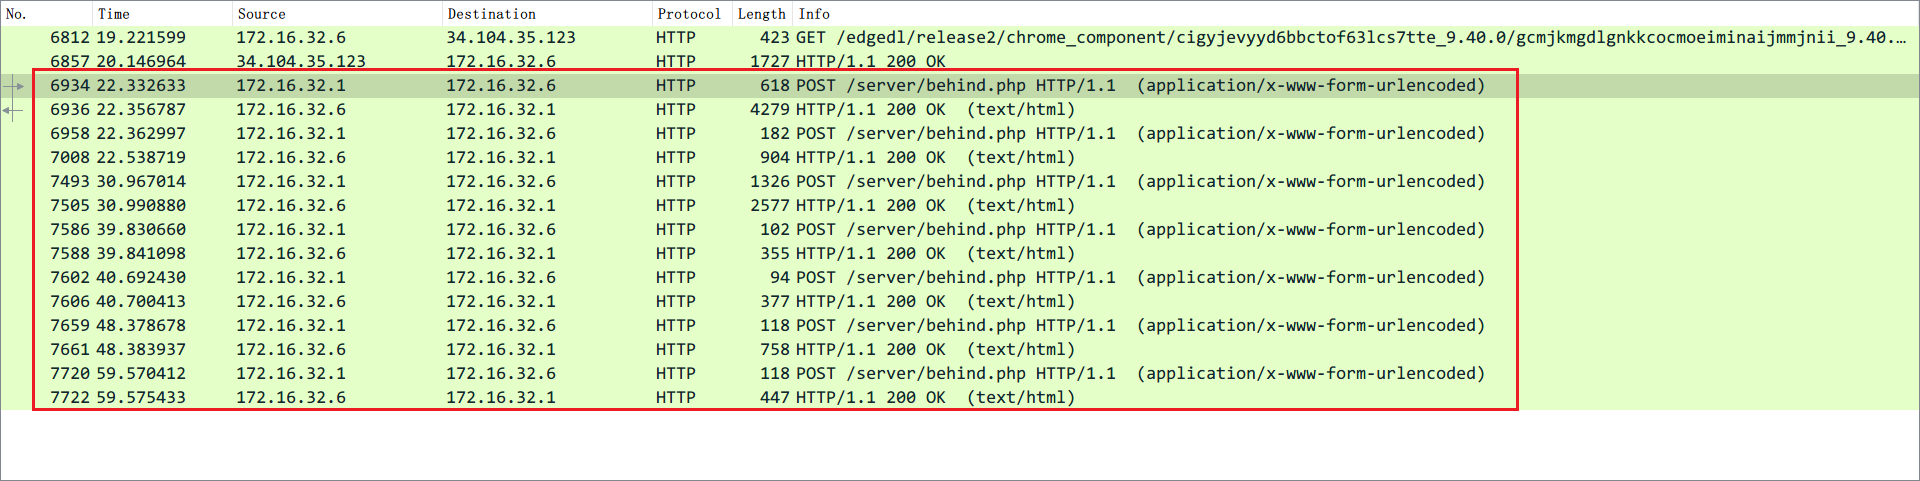 No. Time Source Destination Protocol Length Info
6812 19.221599 172.16.32.6 34.104.35.123 HTTP 423 GET /edgedl/release2/chrome_component/cigyjevyyd6bbctof63lcs7tte_9.40.0/gcmjkmgdlgnkkcocmoeiminaijmmjnii_9.40.…
6857 20.146964 34.104.35.123 172.16.32.6 HTTP 1727 HTTP/1.1 200 OK
6934 22.332633 172.16.32.1 172.16.32.6 HTTP 618 POST /server/behind.php HTTP/1.1 (application/x-www-form-urlencoded)
6936 22.356787 172.16.32.6 172.16.32.1 HTTP 4279 HTTP/1.1 200 OK (text/html)
6958 22.362997 172.16.32.1 172.16.32.6 HTTP 182 POST /server/behind.php HTTP/1.1 (application/x-www-form-urlencoded)
7008 22.538719 172.16.32.6 172.16.32.1 HTTP 904 HTTP/1.1 200 OK (text/html)
7493 30.967014 172.16.32.1 172.16.32.6 HTTP 1326 POST /server/behind.php HTTP/1.1 (application/x-www-form-urlencoded)
7505 30.990880 172.16.32.6 172.16.32.1 HTTP 2577 HTTP/1.1 200 OK (text/html)
7586 39.830660 172.16.32.1 172.16.32.6 HTTP 102 POST /server/behind.php HTTP/1.1 (application/x-www-form-urlencoded)
7588 39.841098 172.16.32.6 172.16.32.1 HTTP 355 HTTP/1.1 200 OK (text/html)
7602 40.692430 172.16.32.1 172.16.32.6 HTTP 94 POST /server/behind.php HTTP/1.1 (application/x-www-form-urlencoded)
7606 40.700413 172.16.32.6 172.16.32.1 HTTP 377 HTTP/1.1 200 OK (text/html)
7659 48.378678 172.16.32.1 172.16.32.6 HTTP 118 POST /server/behind.php HTTP/1.1 (application/x-www-form-urlencoded)
7661 48.383937 172.16.32.6 172.16.32.1 HTTP 758 HTTP/1.1 200 OK (text/html)
7720 59.570412 172.16.32.1 172.16.32.6 HTTP 118 POST /server/behind.php HTTP/1.1 (application/x-www-form-urlencoded)
7722 59.575433 172.16.32.6 172.16.32.1 HTTP 447 HTTP/1.1 200 OK (text/html)